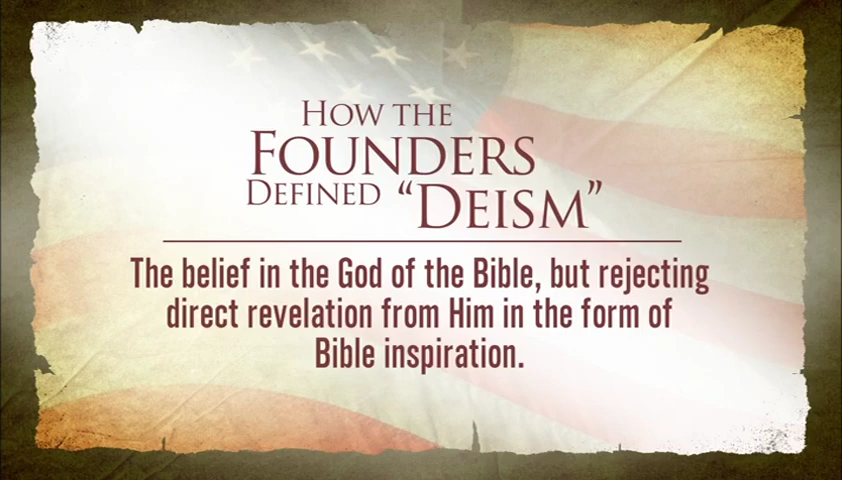 How the
Founders
Defined “Deism”
The belief in the God of the Bible, but rejecting
direct revelation from Him in the form of
Bible inspiration.